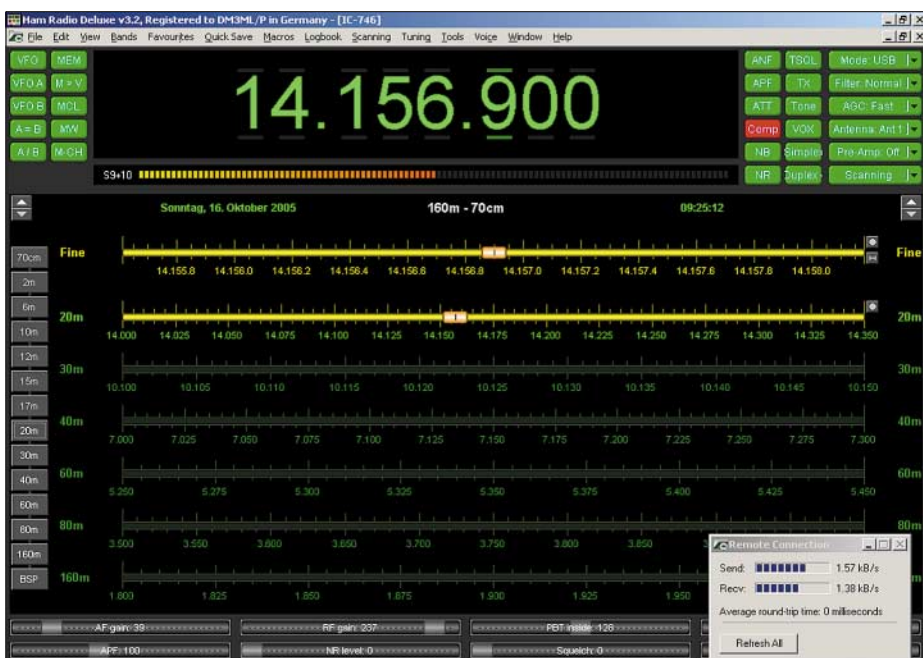 Ham Radio Deluxe v3.2, Registered to DM3ML/P in Germany - [IC-746]
File Edit View Bands Favourites Quick Save Macros Logbook Scanning Tuning Tools Voice Window Help
VFO MEM
VFO A M = V
VFO B MCL
A = B MW
A / B M-CH
14.156.900
ANF TSQL Mode: USB
APF TX Filter: Normal
ATT Tone AGC: Fast
Comp VOX Antenna: Ant 1
NB Simplex Pre-Amp: Off
NR Duplex- Scanning
S9+10
Sonntag, 16. Oktober 2005 160m - 70cm 09:25:12
70cm
2m
6m
10m
12m
15m
17m
20m
30m
40m
60m
80m
160m
BSP
Fine Fine
14.155.8 14.156.0 14.156.2 14.156.4 14.156.6 14.156.8 14.157.0 14.157.2 14.157.4 14.157.6 14.157.8 14.158.0
20m 20m
14.000 14.025 14.050 14.075 14.100 14.125 14.150 14.175 14.200 14.225 14.250 14.275 14.300 14.325 14.350
30m 30m
10.100 10.105 10.110 10.115 10.120 10.125 10.130 10.135 10.140 10.145 10.150
40m 40m
7.000 7.025 7.050 7.075 7.100 7.125 7.150 7.175 7.200 7.225 7.250 7.275 7.300
60m 60m
5.250 5.275 5.300 5.325 5.350 5.375 5.400 5.425 5.450
80m 80m
3.500 3.550 3.600 3.650 3.700 3.750 3.800 3.850
160m
1.800 1.825 1.850 1.875 1.900 1.925 1.950
Remote Connection
Send: 1.57 kB/s
Recv: 1.38 kB/s
Average round-trip time: 0 milliseconds
Refresh All
AF gain: 39 RF gain: 237 PBT inside: 128
APF: 100 NR level: 0 Squelch: 0